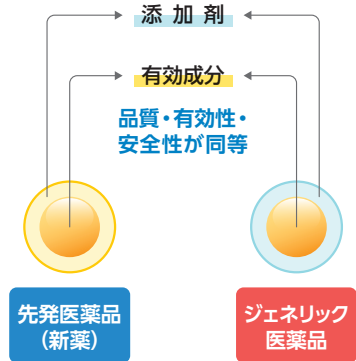 添加剤
有効成分
品質・有効性・
安全性が同等
先発医薬品
(新薬)
ジェネリック
医薬品